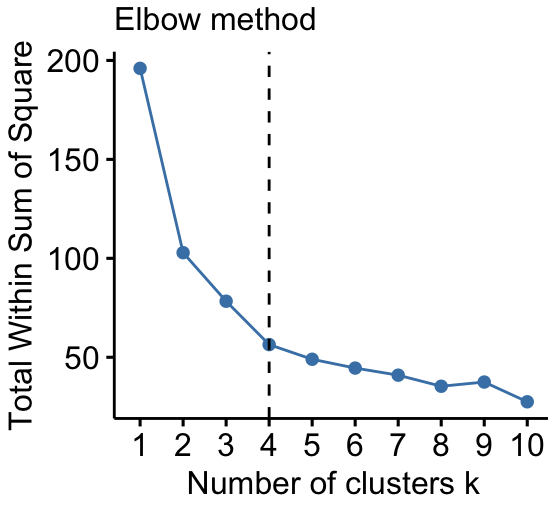 Elbow method
Total Within Sum of Square
200
150
100
50
1 2 3 4 5 6 7 8 9 10
Number of clusters k